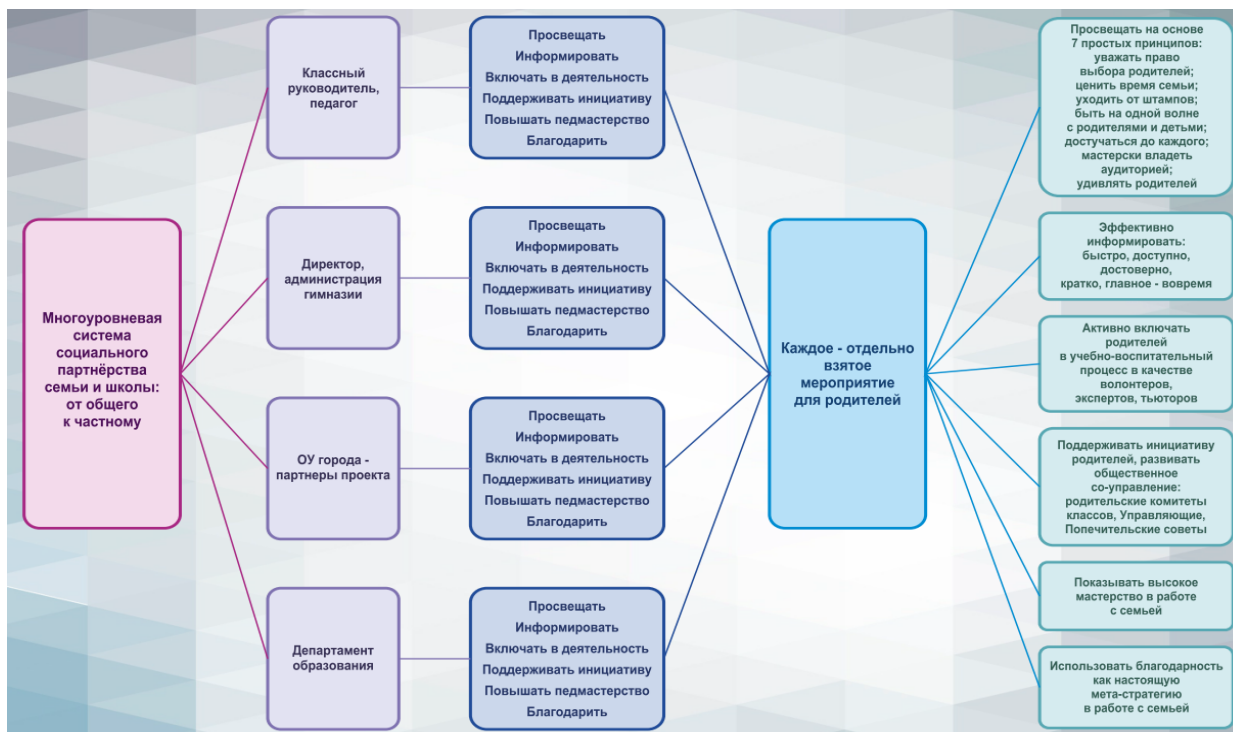 Многоуровневая
система
социального
партнёрства
семьи и школы:
от общего
к частному
Классный
руководитель,
педагог
Просвещать
Информировать
Включать в деятельность
Поддерживать инициативу
Повышать педмастерство
Благодарить
Директор,
администрация
гимназии
Просвещать
Информировать
Включать в деятельность
Поддерживать инициативу
Повышать педмастерство
Благодарить
ОУ города -
партнеры проекта
Просвещать
Информировать
Включать в деятельность
Поддерживать инициативу
Повышать педмастерство
Благодарить
Департамент
образования
Просвещать
Информировать
Включать в деятельность
Поддерживать инициативу
Повышать педмастерство
Благодарить
Каждое - отдельно
взятое
мероприятие
для родителей
Просвещать на основе
7 простых принципов:
уважать право
выбора родителей;
ценить время семьи;
уходить от штампов;
быть на одной волне
с родителями и детьми;
достучаться до каждого;
мастерски владеть
аудиторией;
удивлять родителей
Эффективно
информировать:
быстро, доступно,
достоверно,
кратко, главное - вовремя
Активно включать
родителей
в учебно-воспитательный
процесс в качестве
волонтеров,
экспертов, тьюторов
Поддерживать инициативу
родителей, развивать
общественное
со-управление:
родительские комитеты
классов, Управляющие,
Попечительские советы
Показывать высокое
мастерство в работе
с семьей
Использовать благодарность
как настоящую
мета-стратегию
в работе с семьей